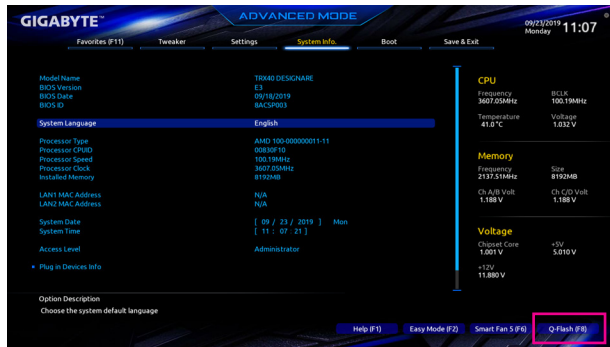 GIGABYTE™
ADVANCED MODE
09/23/2019
Monday
11:07
Favorites (F11) Tweaker Settings System Info. Boot Save & Exit
Model Name TRX40 DESIGNARE
BIOS Version E3
BIOS Date 09/18/2019
BIOS ID 8ACSP003
System Language English
Processor Type AMD 100-000000011-11
Processor CPUID 00830F10
Processor Speed 100.19MHz
Processor Clock 3607.05MHz
Installed Memory 8192MB
LAN1 MAC Address N/A
LAN2 MAC Address N/A
System Date [ 09 / 23 / 2019 ] Mon
System Time [ 11 : 07 : 21 ]
Access Level Administrator
Plug in Devices Info
CPU
Frequency BCLK
3607.05MHz 100.19MHz
Temperature Voltage
41.0 °C 1.032 V
Memory
Frequency Size
2137.51MHz 8192MB
Ch A/B Volt Ch C/D Volt
1.188 V 1.188 V
Voltage
Chipset Core +5V
1.001 V 5.010 V
+12V
11.880 V
Option Description
Choose the system default language
Help (F1) Easy Mode (F2) Smart Fan 5 (F6) Q-Flash (F8)